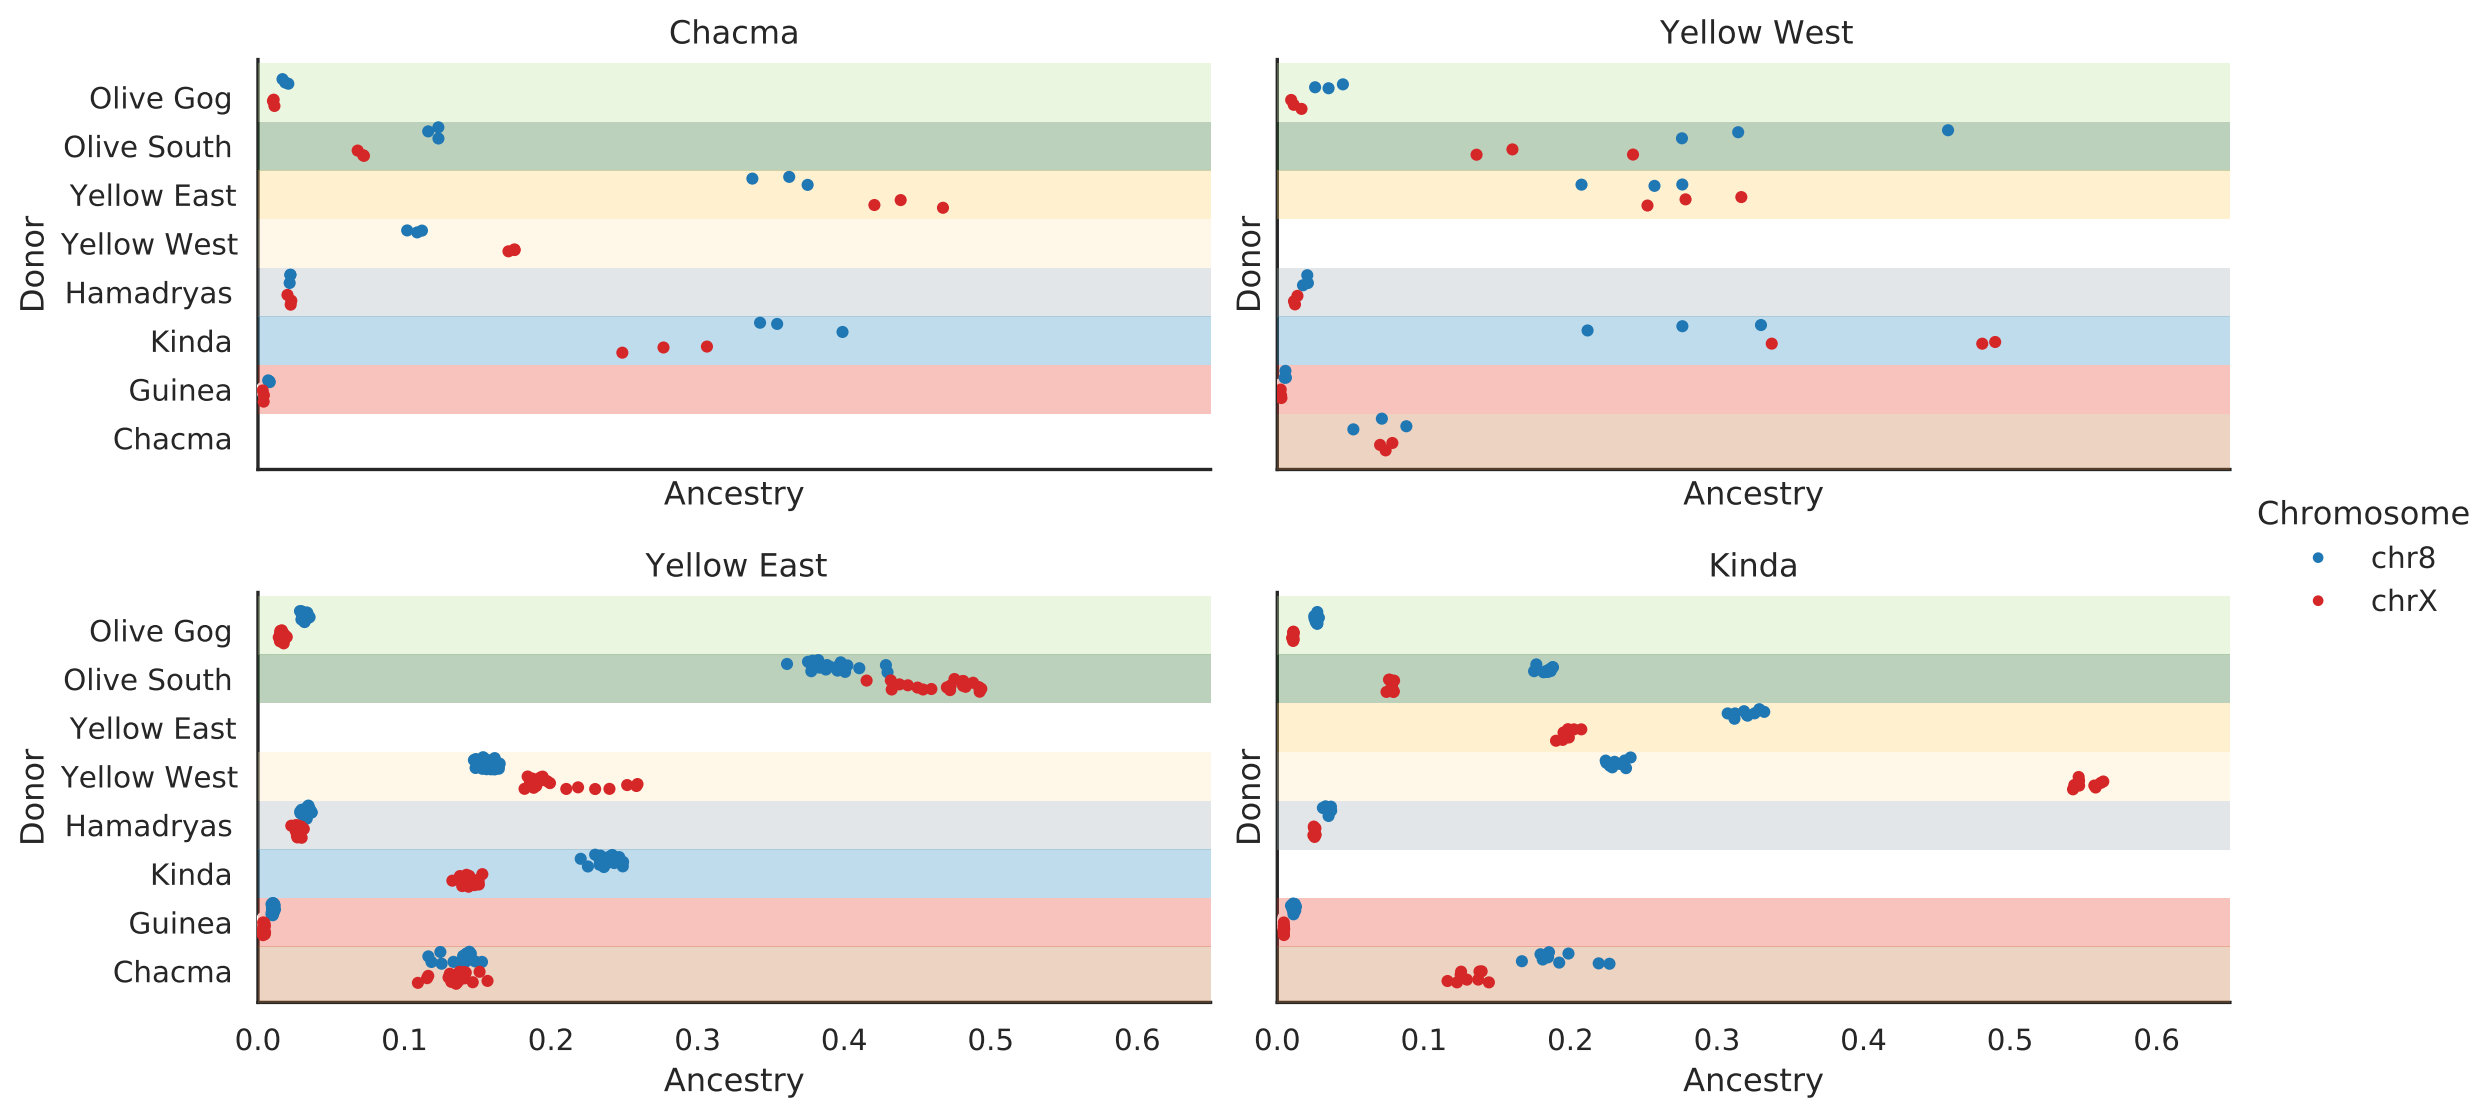 Chacma
Yellow West
Olive Gog
Olive South
Yellow East
Yellow West
Hamadryas
Kinda
Guinea
Chacma
Donor
Donor
Ancestry
Ancestry
Chromosome
chr8
chrX
Yellow East
Kinda
Olive Gog
Olive South
Yellow East
Yellow West
Hamadryas
Kinda
Guinea
Chacma
Donor
Donor
0.0 0.1 0.2 0.3 0.4 0.5 0.6
0.0 0.1 0.2 0.3 0.4 0.5 0.6
Ancestry
Ancestry